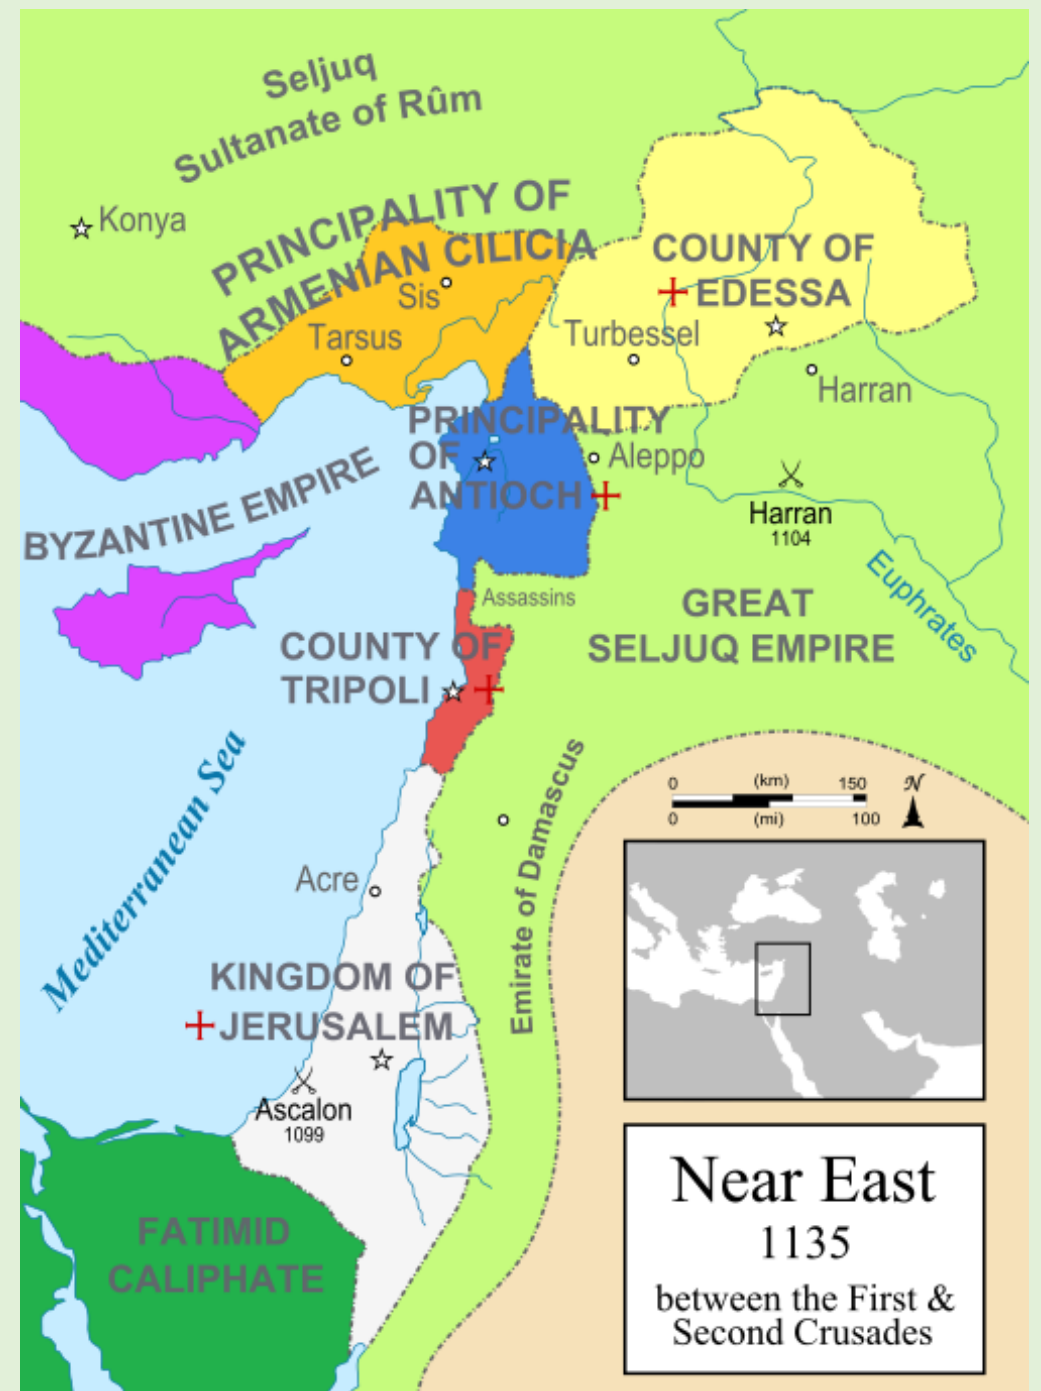 Seljuq
Sultanate of Rûm
Konya
PRINCIPALITY OF
ARMENIAN CILICIA
Sis
Tarsus
COUNTY OF
EDESSA
Turbessel
Harran
PRINCIPALITY
OF
ANTIOCH
Aleppo
Harran
1104
BYZANTINE EMPIRE
Euphrates
Assassins
GREAT
SELJUQ EMPIRE
COUNTY OF
TRIPOLI
Mediterranean Sea
Emirate of Damascus
0 (km) 150
0 (mi) 100
N
Acre
KINGDOM OF
JERUSALEM
Ascalon
1099
FATIMID
CALIPHATE
Near East
1135
between the First &
Second Crusades